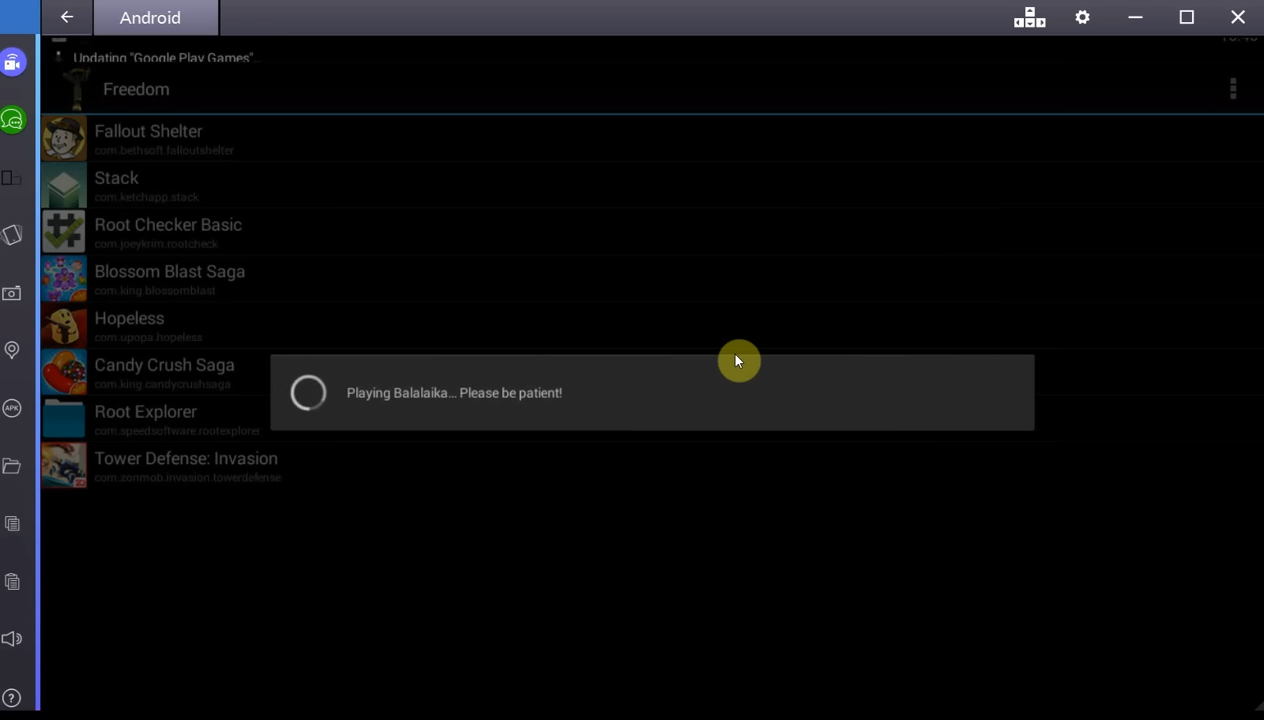 Android
Updating "Google Play Games"...
Freedom
Fallout Shelter
com.bethsoft.falloutshelter
Stack
com.ketchapp.stack
Root Checker Basic
com.joeykrim.rootcheck
Blossom Blast Saga
com.king.blossomblast
Hopeless
com.upopa.hopeless
Candy Crush Saga
com.king.candycrushsaga
Playing Balalaika... Please be patient!
Root Explorer
com.speedsoftware.rootexplorer
Tower Defense: Invasion
com.zonmob.invasion.towerdefense
APK